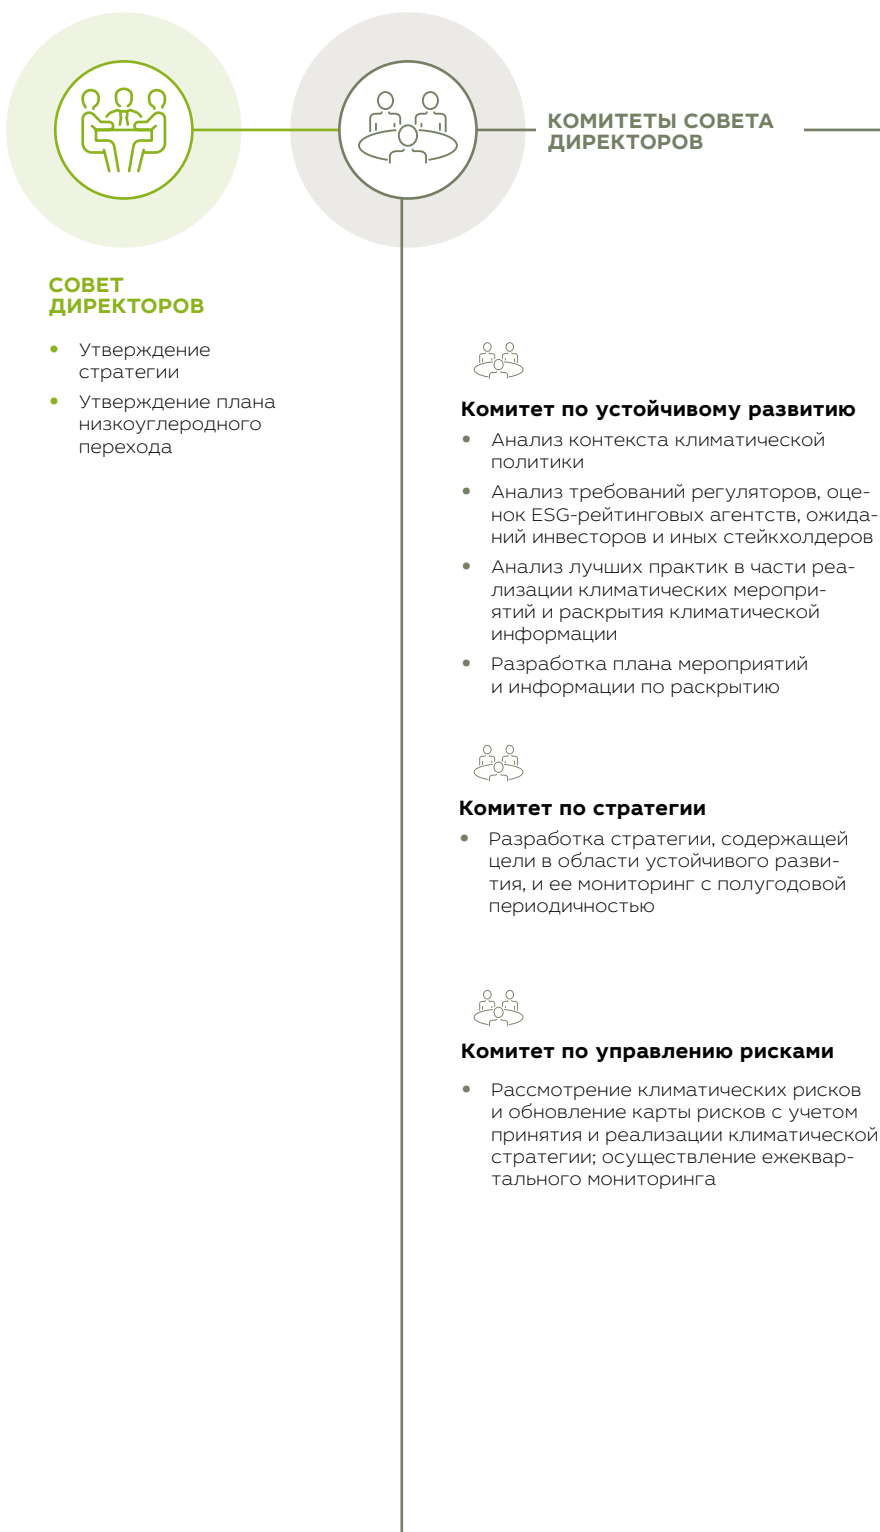 КОМИТЕТЫ СОВЕТА
ДИРЕКТОРОВ
СОВЕТ
ДИРЕКТОРОВ
• Утверждение
стратегии
• Утверждение плана
низкоуглеродного
перехода
Комитет по устойчивому развитию
• Анализ контекста климатической
политики
• Анализ требований регуляторов, оце-
нок ESG-рейтинговых агентств, ожида-
ний инвесторов и иных стейкхолдеров
• Анализ лучших практик в части реа-
лизации климатических меропри-
ятий и раскрытия климатической
информации
• Разработка плана мероприятий
и информации по раскрытию
Комитет по стратегии
• Разработка стратегии, содержащей
цели в области устойчивого разви-
тия, и ее мониторинг с полугодовой
периодичностью
Комитет по управлению рисками
• Рассмотрение климатических рисков
и обновление карты рисков с учетом
принятия и реализации климатической
стратегии; осуществление ежеквар-
тального мониторинга